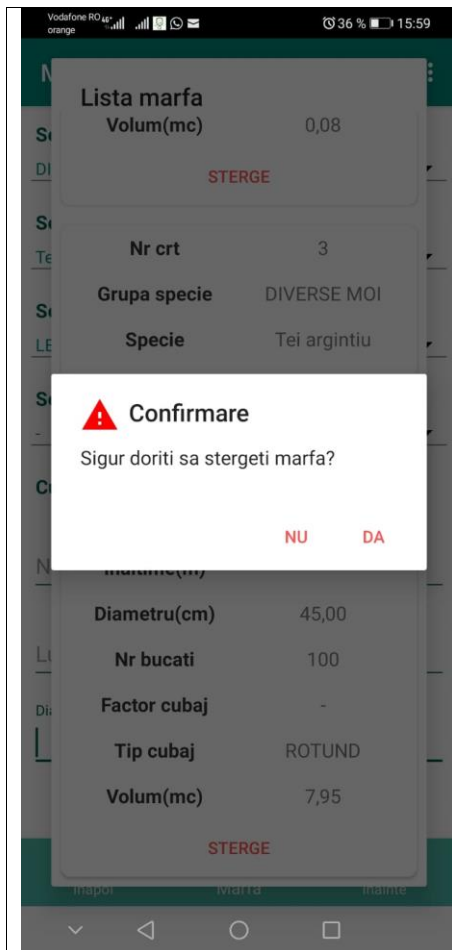 Vodafone RO
orange
36 % 15:59
Lista marfa
Volum(mc) 0,08
STERGE
Nr crt 3
Grupa specie DIVERSE MOI
Specie Tei argintiu
Confirmare
Sigur doriti sa stergeti marfa?
NU DA
Diametru(cm) 45,00
Nr bucati 100
Factor cubaj -
Tip cubaj ROTUND
Volum(mc) 7,95
STERGE
Inapoi Marfa Inainte